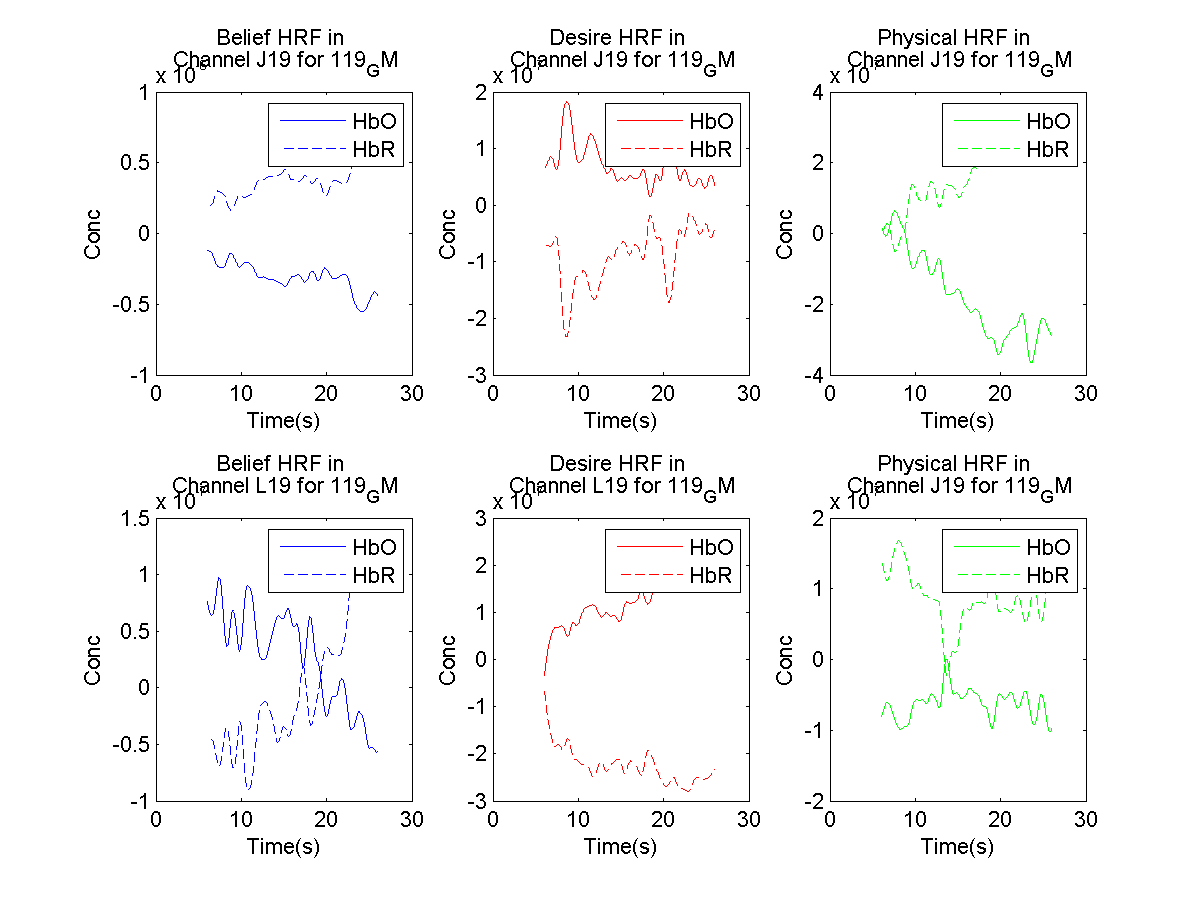 Belief HRF in
Channel J19 for 119GM
x 10
1
0.5
0
-0.5
-1
Conc
HbO
HbR
0 10 20 30
Time(s)
Desire HRF in
Channel J19 for 119GM
x 10
2
1
0
-1
-2
-3
HbO
HbR
0 10 20 30
Time(s)
Physical HRF in
Channel J19 for 119GM
x 10
4
2
0
-2
-4
Conc
HbO
HbR
0 10 20 30
Time(s)
Belief HRF in
Channel L19 for 119GM
x 10
1.5
1
0.5
0
-0.5
-1
Conc
HbO
HbR
0 10 20 30
Time(s)
Desire HRF in
Channel L19 for 119GM
x 10
3
2
1
0
-1
-2
-3
HbO
HbR
0 10 20 30
Time(s)
Physical HRF in
Channel J19 for 119GM
x 10
2
1
0
-1
-2
Conc
HbO
HbR
0 10 20 30
Time(s)